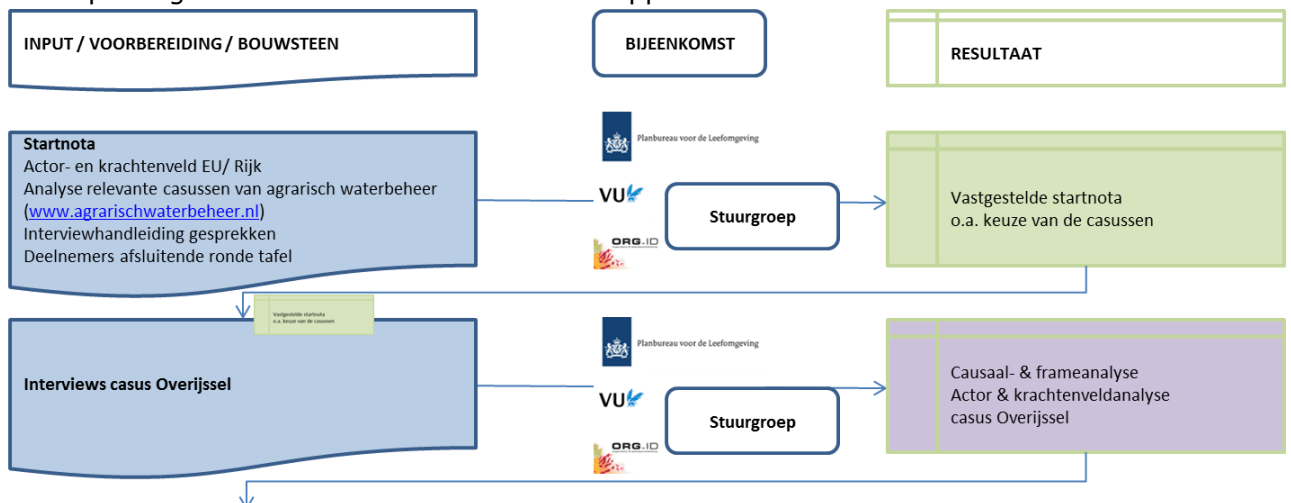 INPUT / VOORBEREIDING / BOUWSTEEN
BIJEENKOMST
RESULTAAT
Startnota
Actor- en krachtenveld EU/ Rijk
Analyse relevante casussen van agrarisch waterbeheer
(www.agrarischwaterbeheer.nl)
Interviewhandleiding gesprekken
Deelnemers afsluitende ronde tafel
Planbureau voor de Leefomgeving
VU
ORG.ID
Stuurgroep
Vastgestelde startnota
o.a. keuze van de casussen
Vastgestelde startnota
o.a. keuze van de casussen
Interviews casus Overijssel
Planbureau voor de Leefomgeving
VU
ORG.ID
Stuurgroep
Causaal- & frameanalyse
Actor & krachtenveldanalyse
casus Overijssel